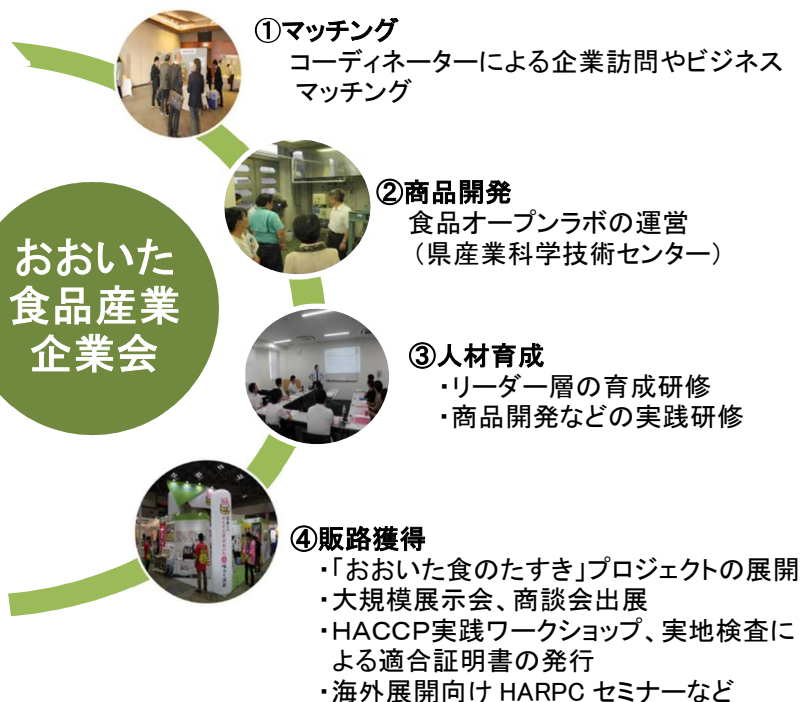 ①マッチング
コーディネーターによる企業訪問やビジネス
マッチング
②商品開発
食品オープンラボの運営
（県産業科学技術センター）
おおいた
食品産業
企業会
③人材育成
・リーダー層の育成研修
・商品開発などの実践研修
④販路獲得
・「おおいた食のたすき」プロジェクトの展開
・大規模展示会、商談会出展
・HACCP実践ワークショップ、実地検査に
よる適合証明書の発行
・海外展開向け HARPC セミナーなど